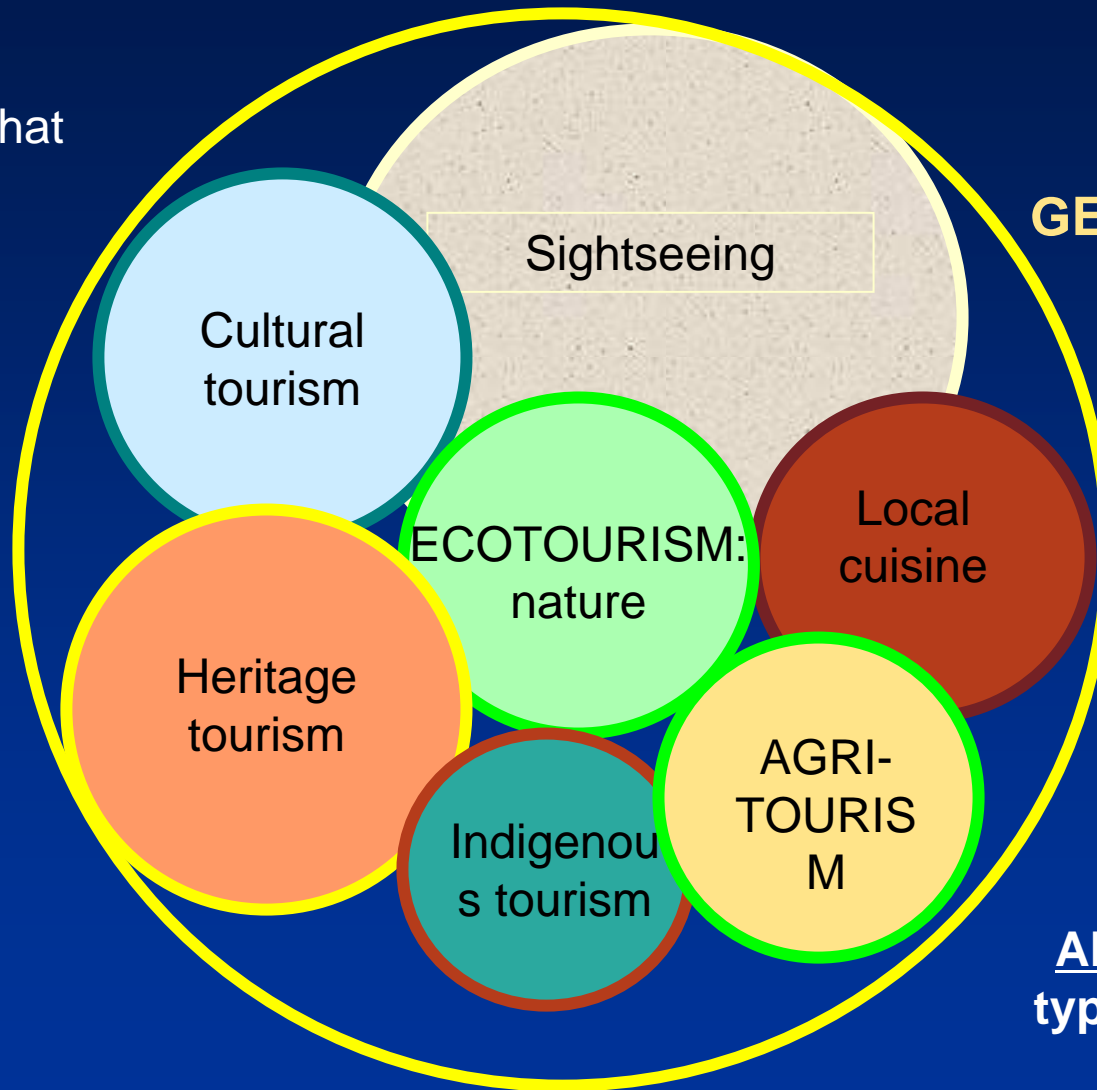 hat
GE
Sightseeing
Cultural
tourism
ECOTOURISM:
nature
Local
cuisine
Heritage
tourism
AGRI-
TOURIS
M
Indigenou
s tourism
Al
typ